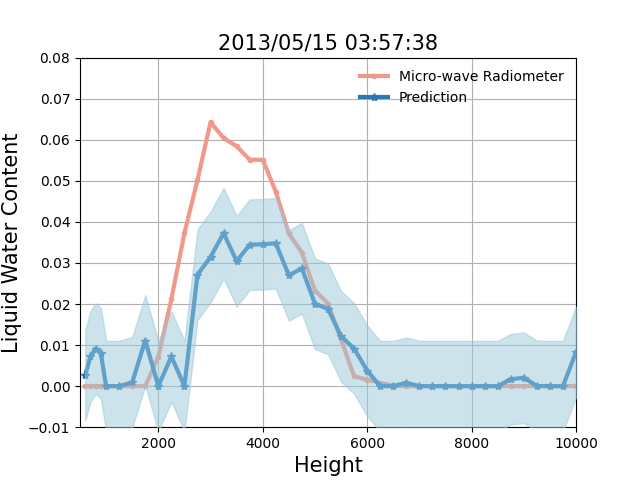 2013/05/15 03:57:38
Micro-wave Radiometer
Prediction
Liquid Water Content
0.08
0.07
0.06
0.05
0.04
0.03
0.02
0.01
0.00
−0.01
2000 4000 6000 8000 10000
Height